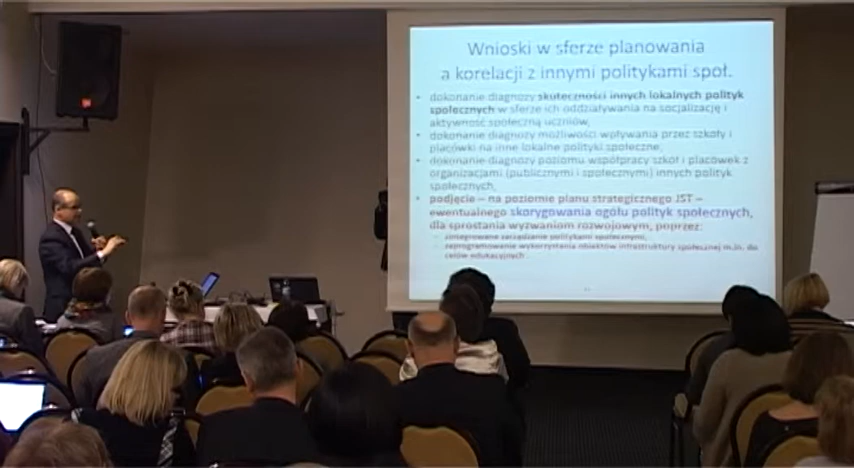 Wnioski w sferze planowania
a korelacji z innymi politykami społ.
• dokonanie diagnozy skuteczności innych lokalnych polityk
społecznych w sferze ich oddziaływania na socjalizację i
aktywność społeczną uczniów,
• dokonanie diagnozy możliwości wpływania przez szkoły i
placówki na inne lokalne polityki społeczne,
• dokonanie diagnozy poziomu współpracy szkół i placówek z
organizacjami (publicznymi i społecznymi) innych polityk
społecznych,
• podjęcie – na poziomie planu strategicznego JST –
ewentualnego skorygowania ogółu polityk społecznych,
dla sprostania wyzwaniom rozwojowym, poprzez:
- zintegrowane zarządzanie politykami społecznymi,
- zaprogramowanie wykorzystania obiektów infrastruktury społecznej m.in. do
celów edukacyjnych